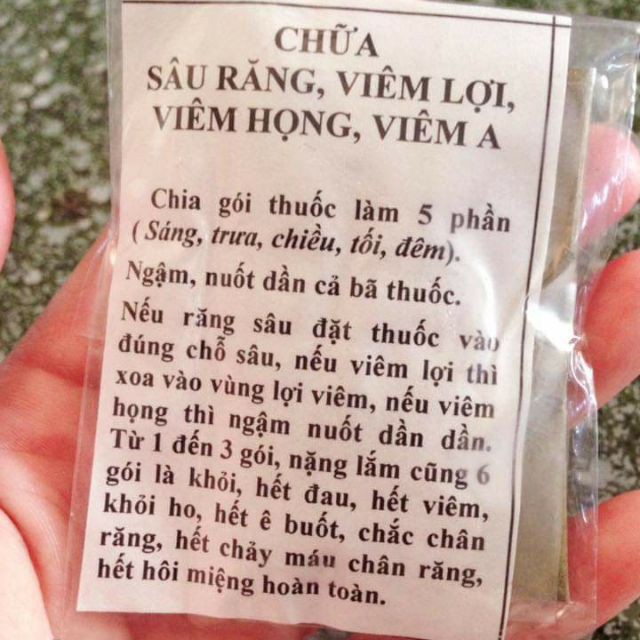 CHỮA
SÂU RĂNG, VIÊM LỢI,
VIÊM HỌNG, VIÊM A
Chia gói thuốc làm 5 phần
( Sáng, trưa, chiều, tối, đêm).
Ngậm, nuốt dần cả bã thuốc.
Nếu răng sâu đặt thuốc vào
đúng chỗ sâu, nếu viêm lợi thì
xoa vào vùng lợi viêm, nếu viêm
họng thì ngậm nuốt dần dần.
Từ 1 đến 3 gói, nặng lắm cũng 6
gói là khỏi, hết đau, hết viêm,
khỏi ho, hết ê buốt, chắc chân
răng, hết chảy máu chân răng,
hết hôi miệng hoàn toàn.